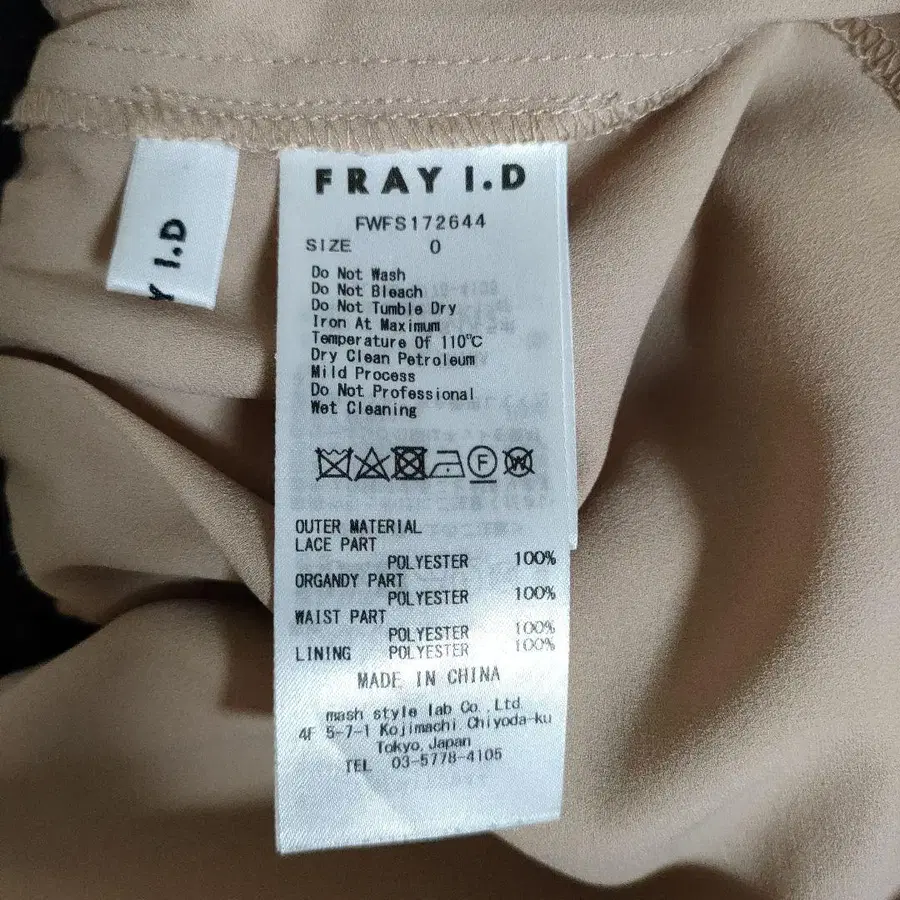 FRAY I.D
FWFS172644
SIZE 0
Do Not Wash
Do Not Bleach
Do Not Tumble Dry
Iron At Maximum
Temperature Of 110℃
Dry Clean Petroleum
Mild Process
Do Not Professional
Wet Cleaning
F W
OUTER MATERIAL
LACE PART
POLYESTER 100%
ORGANDY PART
POLYESTER 100%
WAIST PART
POLYESTER 100%
LINING POLYESTER 100%
MADE IN CHINA
mash style lab Co.,Ltd.
4F 5-7-1 Kojimachi Chiyoda-ku
Tokyo,Japan
TEL 03-5778-4105
Y I.D